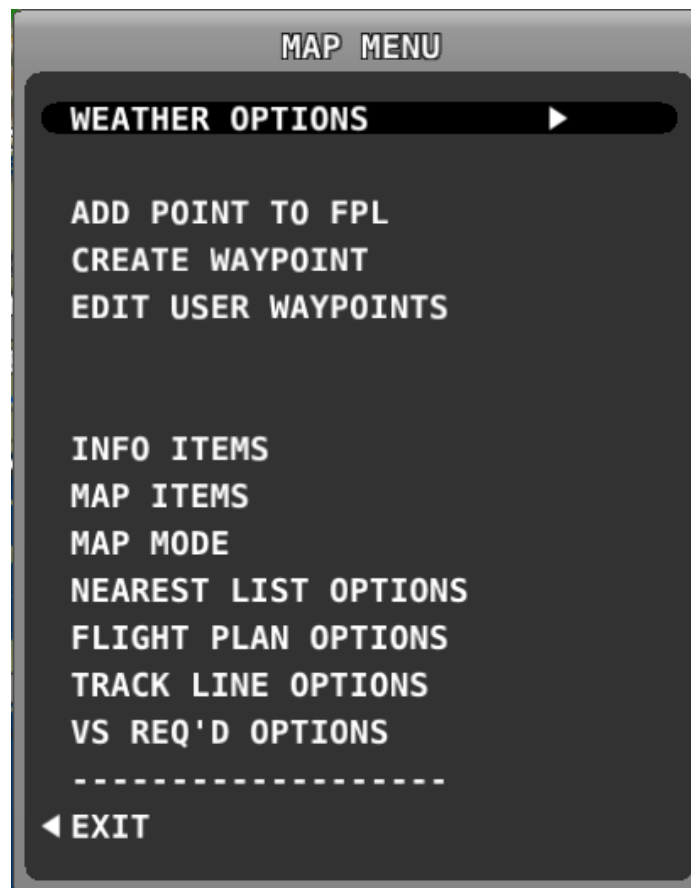 MAP MENU
WEATHER OPTIONS ▶
ADD POINT TO FPL
CREATE WAYPOINT
EDIT USER WAYPOINTS
INFO ITEMS
MAP ITEMS
MAP MODE
NEAREST LIST OPTIONS
FLIGHT PLAN OPTIONS
TRACK LINE OPTIONS
VS REQ'D OPTIONS
-------------------
◀ EXIT